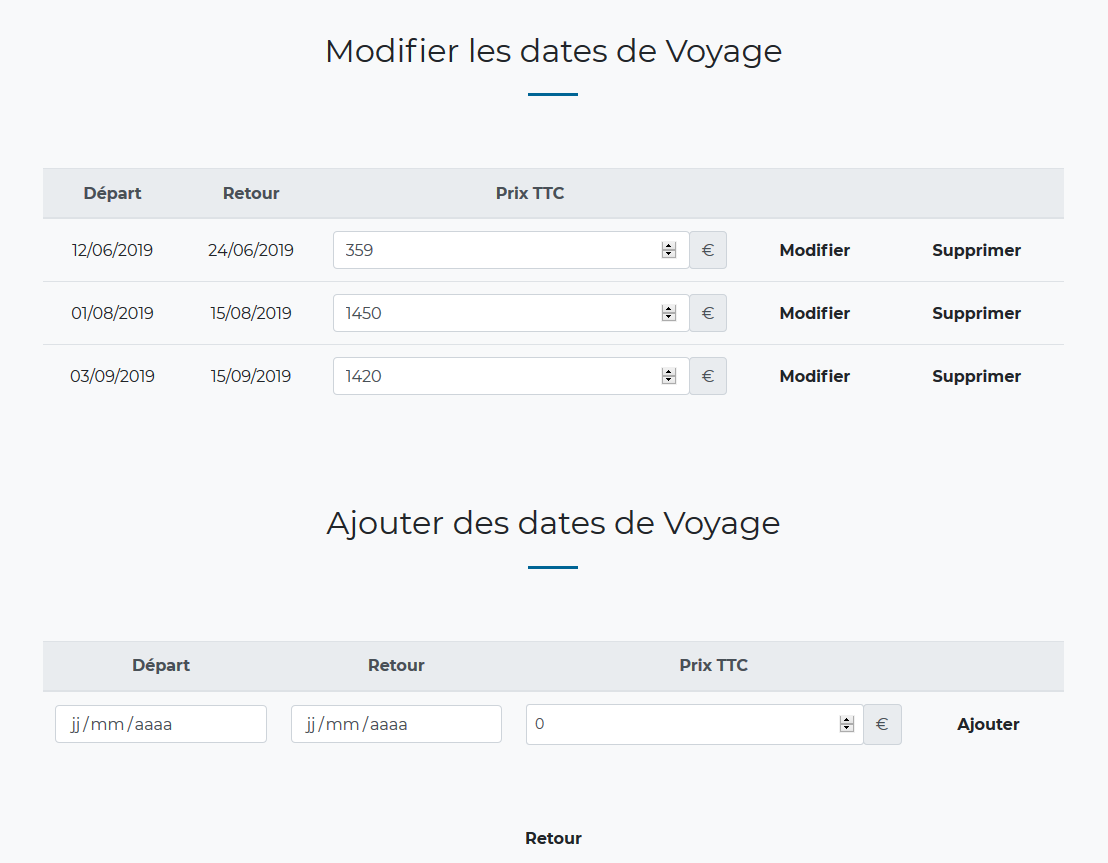 Modifier les dates de Voyage
Départ Retour Prix TTC
12/06/2019 24/06/2019 359 € Modifier Supprimer
01/08/2019 15/08/2019 1450 € Modifier Supprimer
03/09/2019 15/09/2019 1420 € Modifier Supprimer
Ajouter des dates de Voyage
Départ Retour Prix TTC
jj/mm/aaaa jj/mm/aaaa 0 € Ajouter
Retour